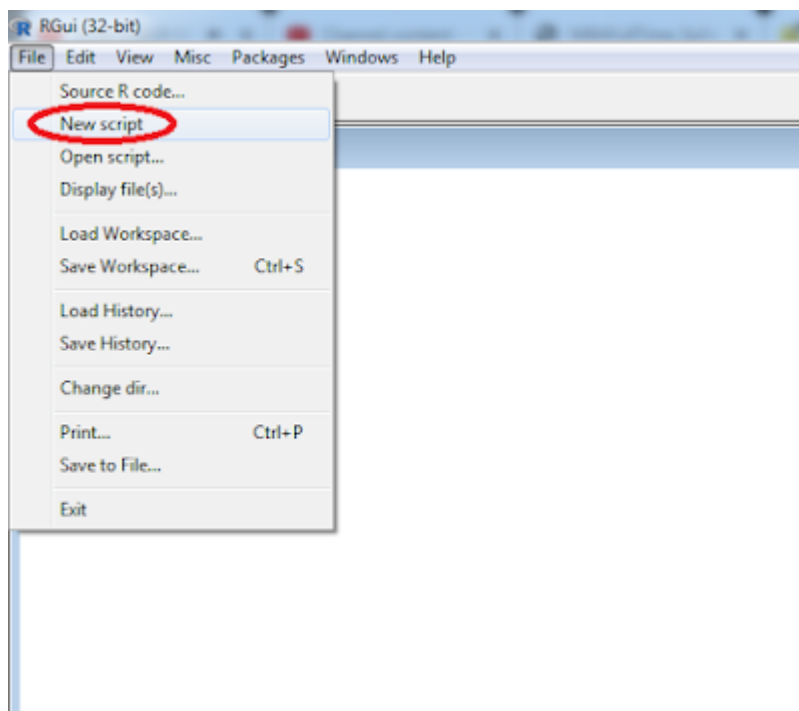 RGui (32-bit)
File Edit View Misc Packages Windows Help
Source R code...
New script
Open script...
Display file(s)...
Load Workspace...
Save Workspace... Ctrl+S
Load History...
Save History...
Change dir...
Print... Ctrl+P
Save to File...
Exit